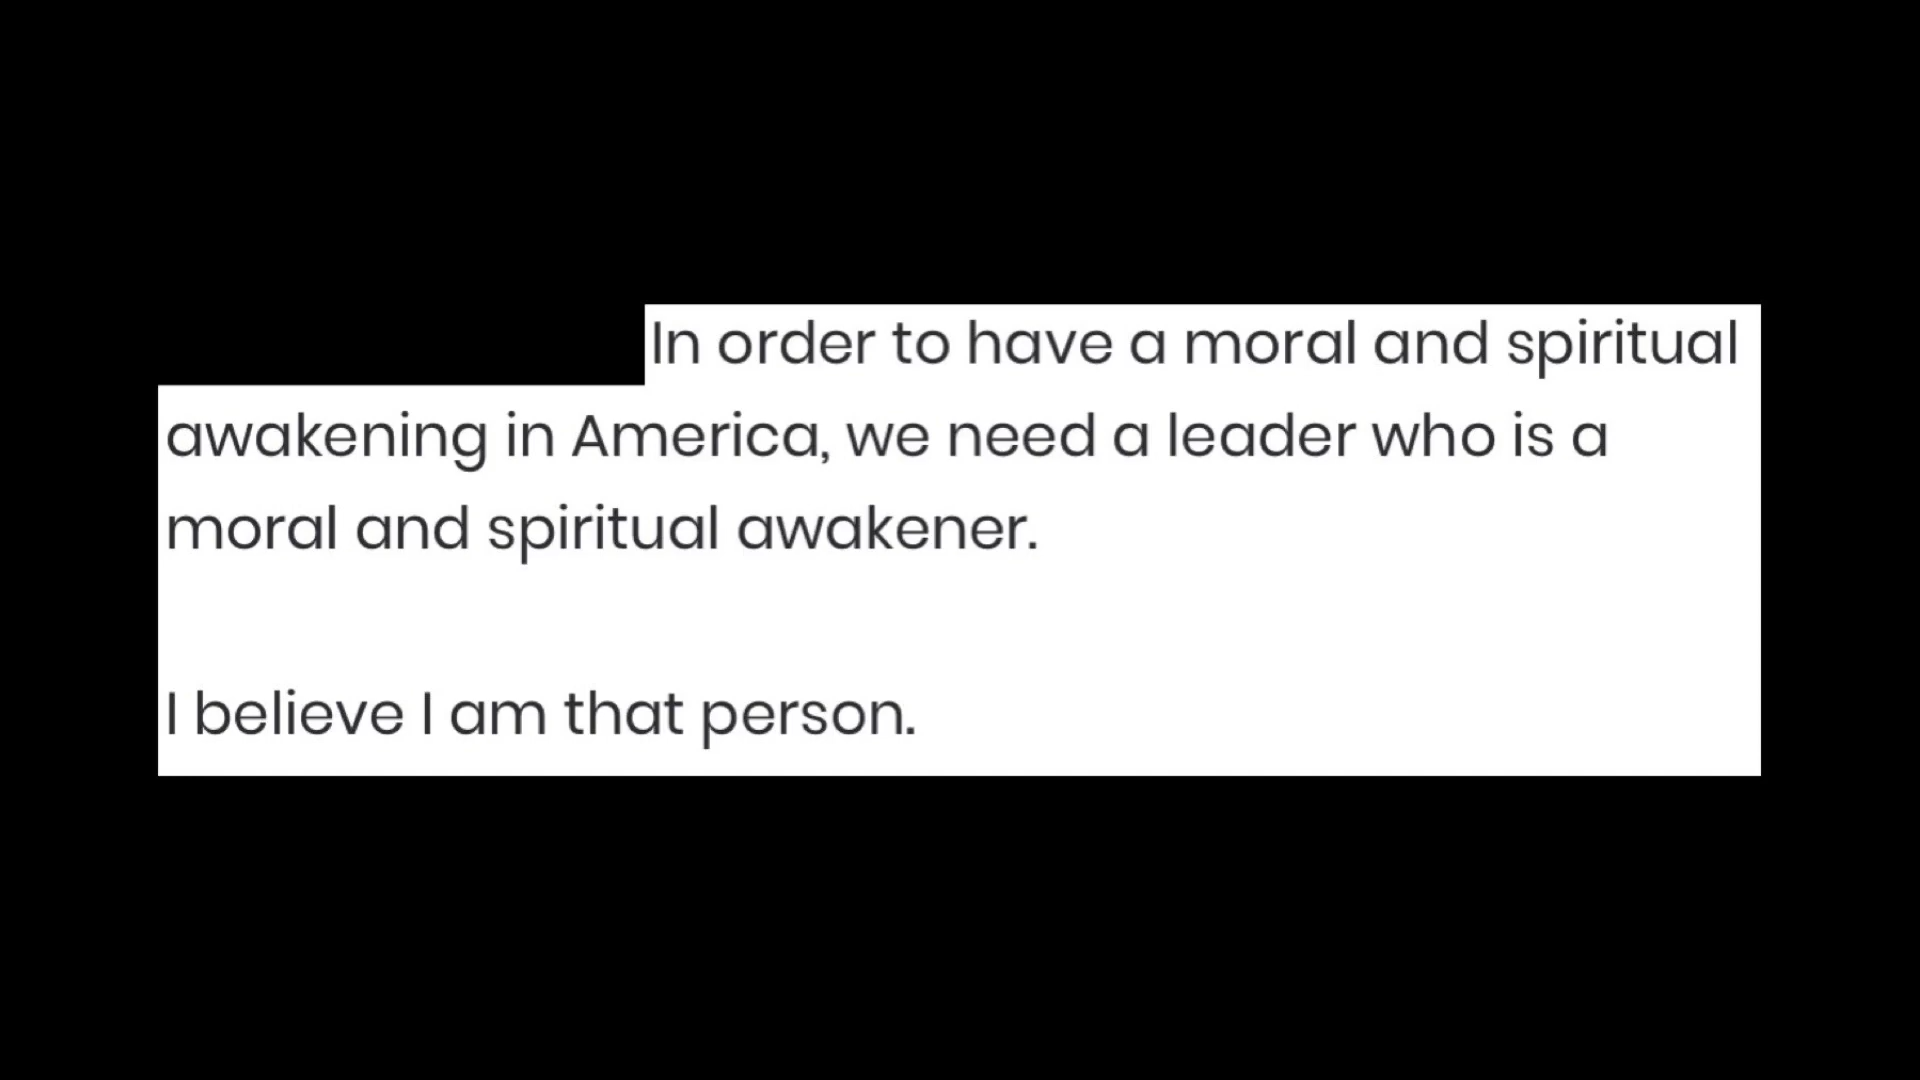 In order to have a moral and spiritual
awakening in America, we need a leader who is a
moral and spiritual awakener.
I believe I am that person.